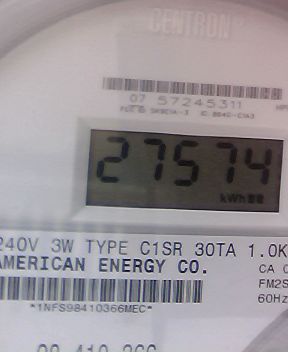 CENTRON®
07 57245311
27574
kWh
240V 3W TYPE C1SR 30TA 1.0K
AMERICAN ENERGY CO.
CA
FM2S
60Hz
*1NFS98410366MEC*